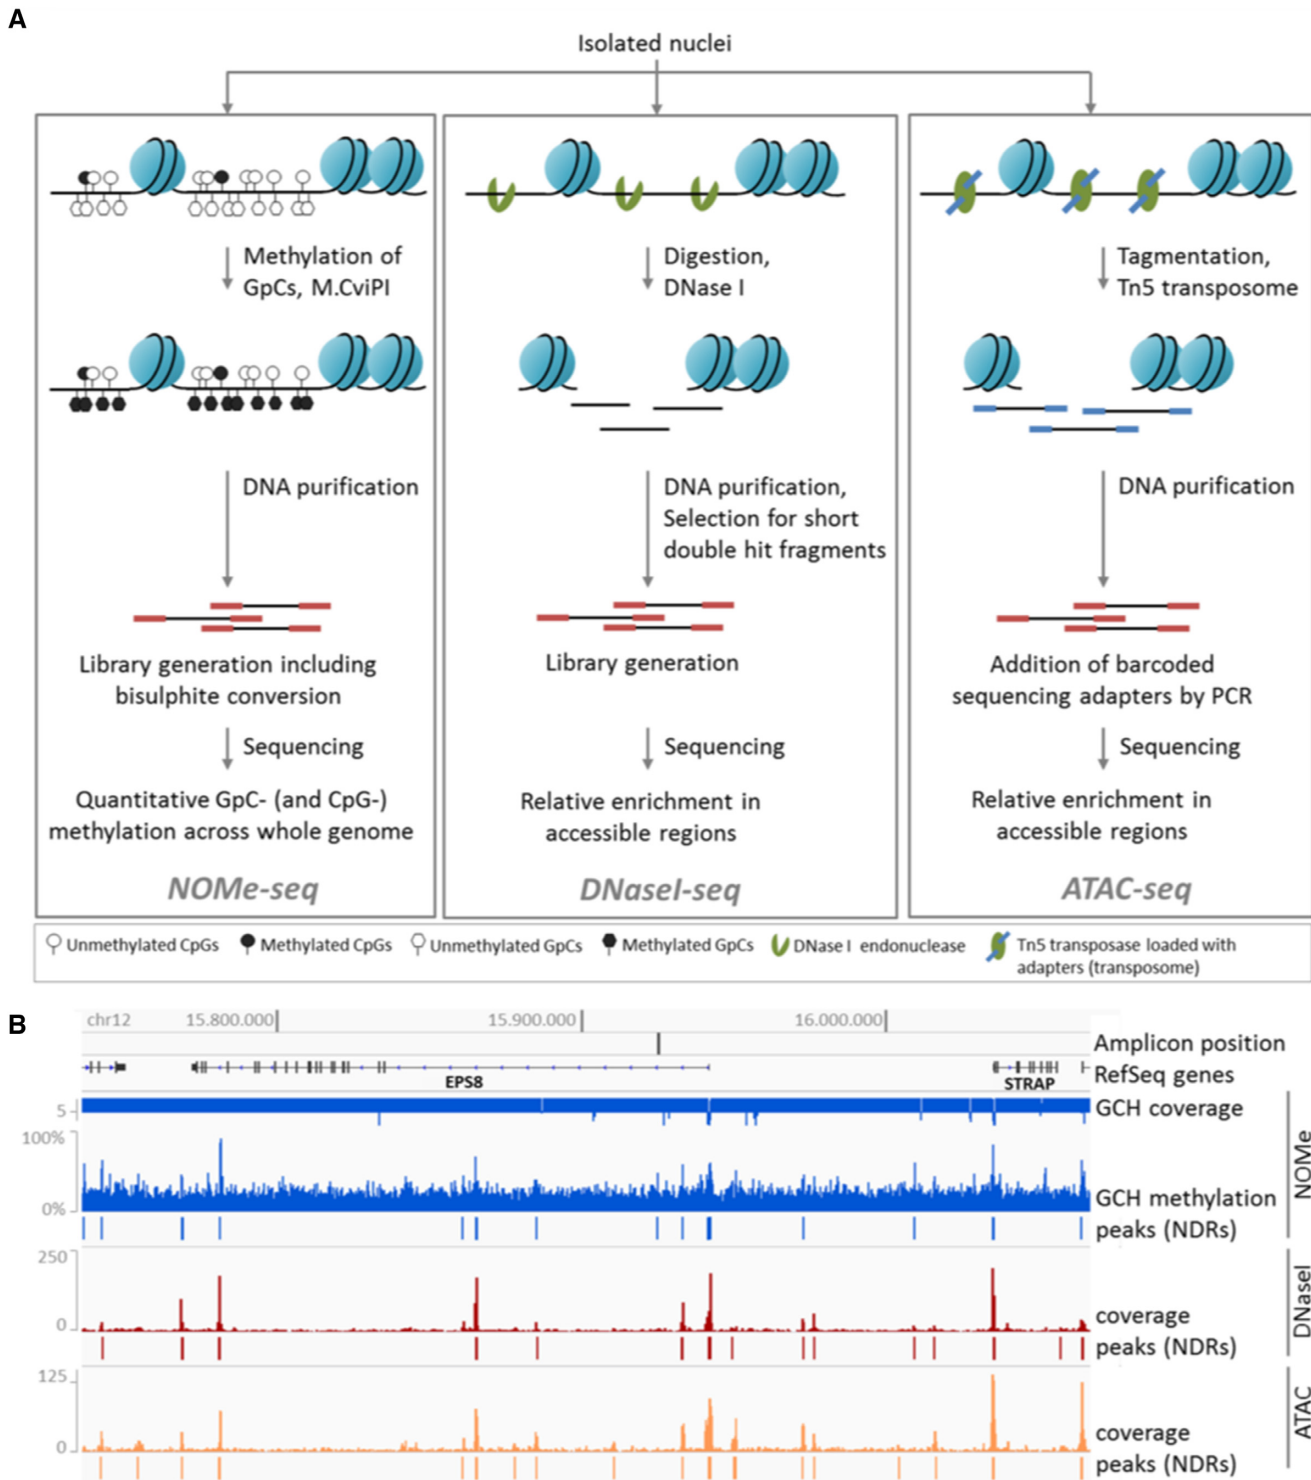 A
Isolated nuclei
Methylation of
GpCs, M.CviPI
DNA purification
Library generation including
bisulphite conversion
Sequencing
Quantitative GpC- (and CpG-)
methylation across whole genome
NOMe-seq
Digestion,
DNase I
DNA purification,
Selection for short
double hit fragments
Library generation
Sequencing
Relative enrichment in
accessible regions
DNaseI-seq
Tagmentation,
Tn5 transposome
DNA purification
Addition of barcoded
sequencing adapters by PCR
Sequencing
Relative enrichment in
accessible regions
ATAC-seq
Unmethylated CpGs
Methylated CpGs
Unmethylated GpCs
Methylated GpCs
DNase I endonuclease
Tn5 transposase loaded with
adapters (transposome)
B
chr12
15.800.000
15.900.000
16.000.000
Amplicon position
RefSeq genes
EPS8
STRAP
5
GCH coverage
100%
0%
GCH methylation
peaks (NDRs)
NOMe
250
0
coverage
peaks (NDRs)
DNaseI
125
0
coverage
peaks (NDRs)
ATAC